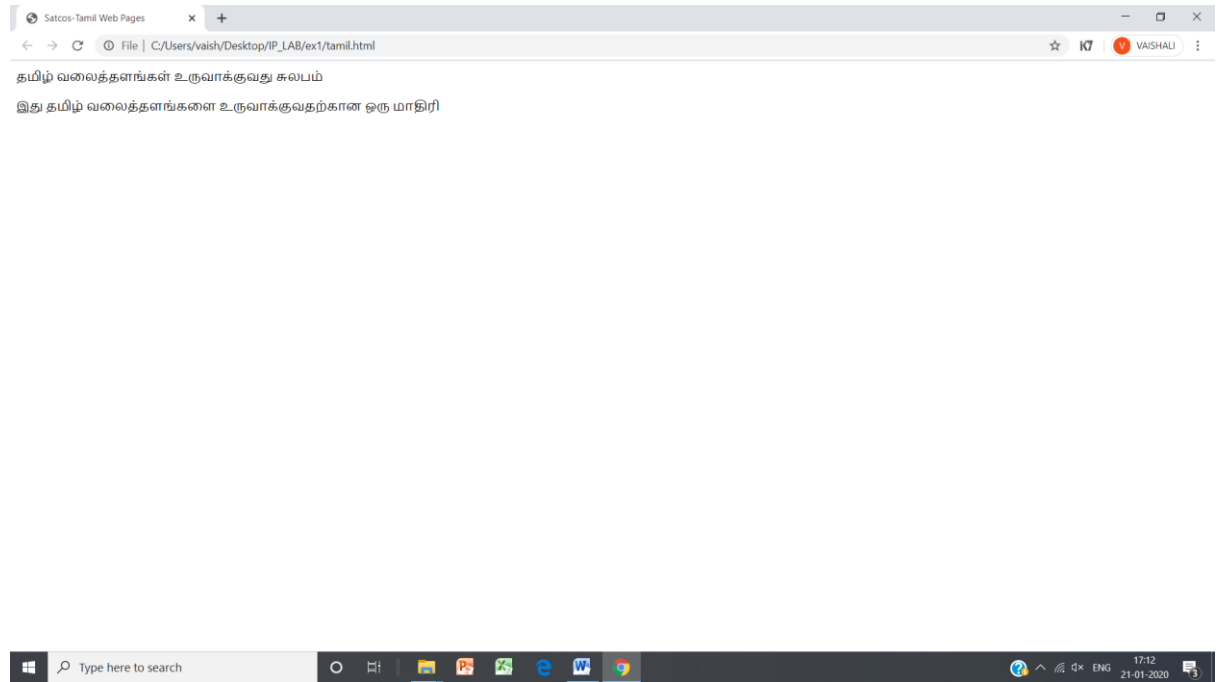 Satcos-Tamil Web Pages
File | C:/Users/vaish/Desktop/IP_LAB/ex1/tamil.html
K7 V VAISHALI
தமிழ் வலைத்தளங்கள் உருவாக்குவது சுலபம்
இது தமிழ் வலைத்தளங்களை உருவாக்குவதற்கான ஒரு மாதிரி
Type here to search
ENG
17:12
21-01-2020
3